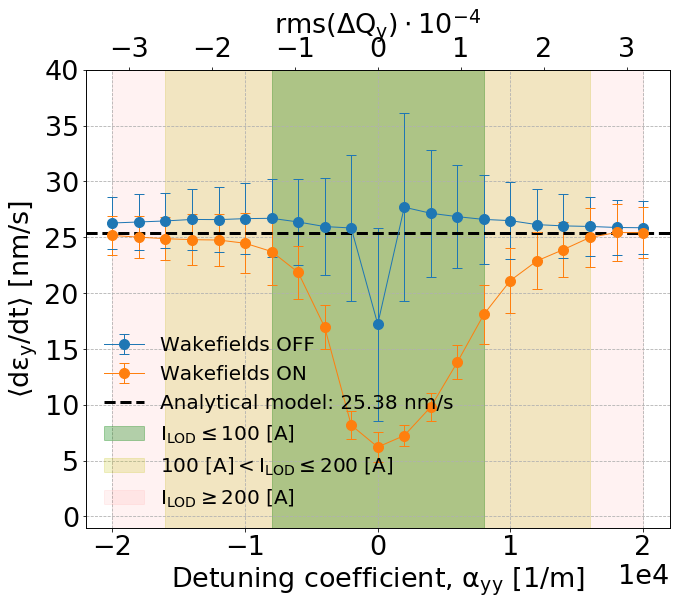 rms(ΔQy) · 10−4
−3 −2 −1 0 1 2 3
40
35
30
25
20
15
10
5
0
⟨dεy/dt⟩ [nm/s]
Wakefields OFF
Wakefields ON
Analytical model: 25.38 nm/s
ILOD ≤ 100 [A]
100 [A] < ILOD ≤ 200 [A]
ILOD ≥ 200 [A]
−2 −1 0 1 2
1e4
Detuning coefficient, αyy [1/m]